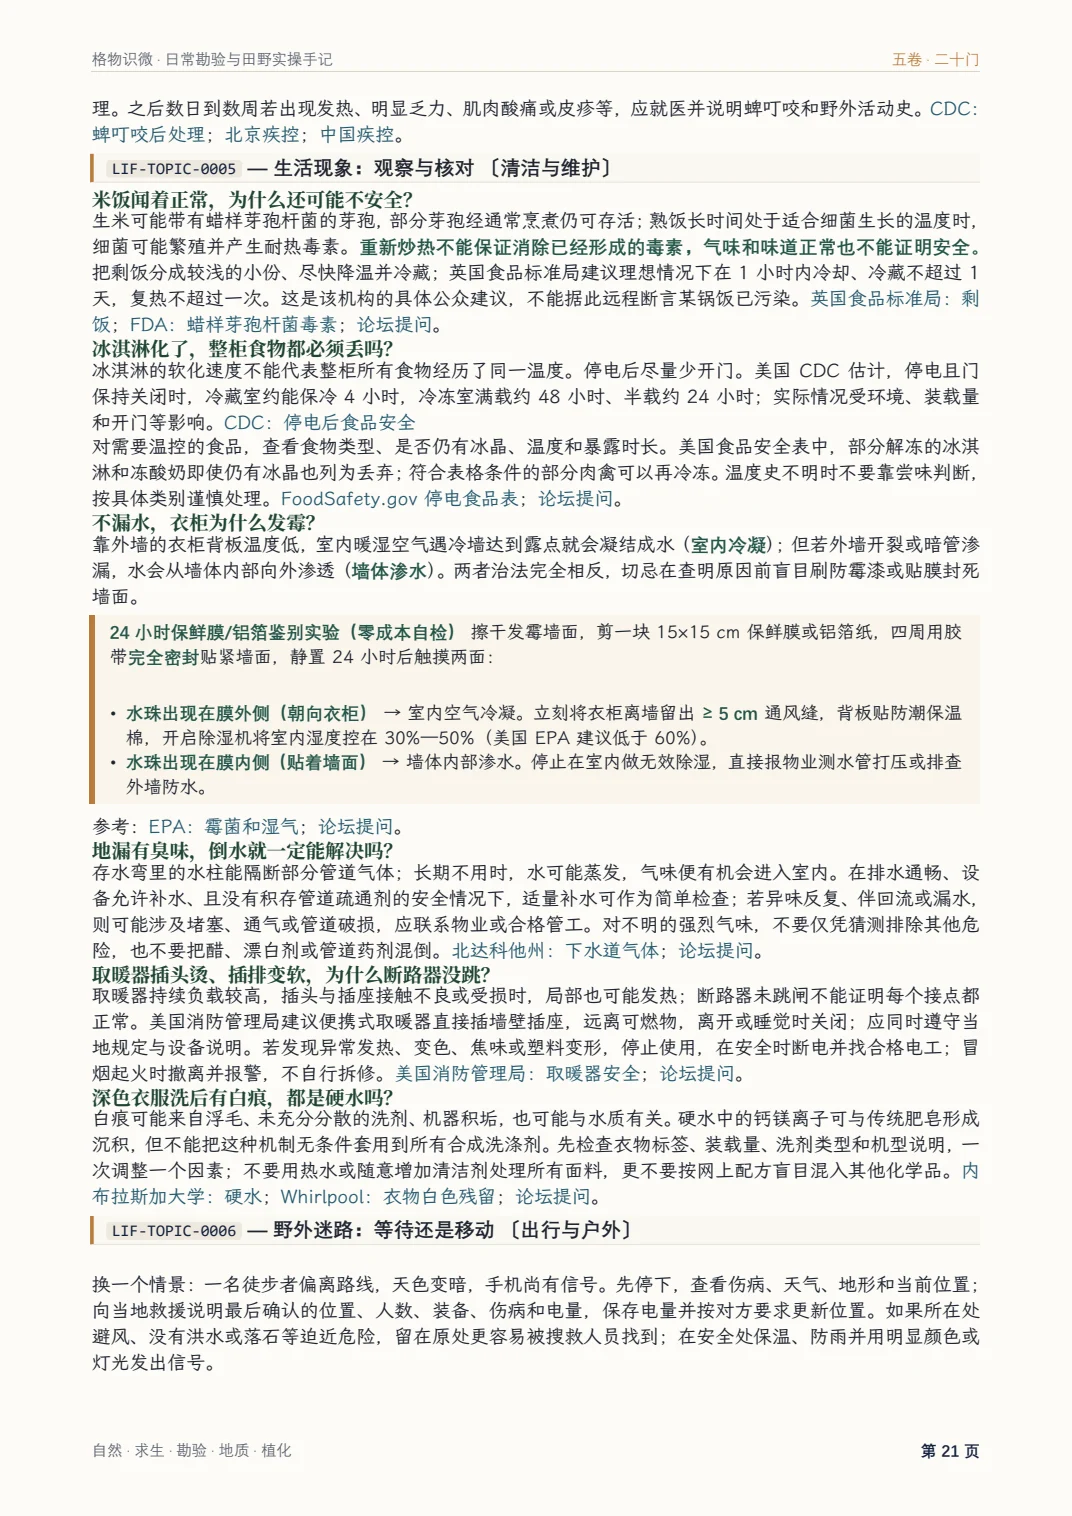 格物识微 · 日常勘验与田野实操手记
五卷 · 二十门
理。之后数日到数周若出现发热、明显乏力、肌肉酸痛或皮疹等，应就医并说明蜱叮咬和野外活动史。CDC：
蜱叮咬后处理；北京疾控；中国疾控。
LIF-TOPIC-0005 — 生活现象：观察与核对 〔清洁与维护〕
米饭闻着正常，为什么还可能不安全？
生米可能带有蜡样芽孢杆菌的芽孢，部分芽孢经通常烹煮仍可存活；熟饭长时间处于适合细菌生长的温度时，
细菌可能繁殖并产生耐热毒素。重新炒热不能保证消除已经形成的毒素，气味和味道正常也不能证明安全。
把剩饭分成较浅的小份、尽快降温并冷藏；英国食品标准局建议理想情况下在 1 小时内冷却、冷藏不超过 1
天，复热不超过一次。这是该机构的具体公众建议，不能据此远程断言某锅饭已污染。英国食品标准局：剩
饭；FDA：蜡样芽孢杆菌毒素；论坛提问。
冰淇淋化了，整柜食物都必须丢吗？
冰淇淋的软化速度不能代表整柜所有食物经历了同一温度。停电后尽量少开门。美国 CDC 估计，停电且门
保持关闭时，冷藏室约能保冷 4 小时，冷冻室满载约 48 小时、半载约 24 小时；实际情况受环境、装载量
和开门等影响。CDC：停电后食品安全
对需要温控的食品，查看食物类型、是否仍有冰晶、温度和暴露时长。美国食品安全表中，部分解冻的冰淇
淋和冻酸奶即使仍有冰晶也列为丢弃；符合表格条件的部分肉禽可以再冷冻。温度史不明时不要靠尝味判断，
按具体类别谨慎处理。FoodSafety.gov 停电食品表；论坛提问。
不漏水，衣柜为什么发霉？
靠外墙的衣柜背板温度低，室内暖湿空气遇冷墙达到露点就会凝结成水（室内冷凝）；但若外墙开裂或暗管渗
漏，水会从墙体内部向外渗透（墙体渗水）。两者治法完全相反，切忌在查明原因前盲目刷防霉漆或贴膜封死
墙面。
24 小时保鲜膜/铝箔鉴别实验（零成本自检） 擦干发霉墙面，剪一块 15×15 cm 保鲜膜或铝箔纸，四周用胶
带完全密封贴紧墙面，静置 24 小时后触摸两面：
• 水珠出现在膜外侧（朝向衣柜） → 室内空气冷凝。立刻将衣柜离墙留出 ≥ 5 cm 通风缝，背板贴防潮保温
棉，开启除湿机将室内湿度控在 30%—50%（美国 EPA 建议低于 60%）。
• 水珠出现在膜内侧（贴着墙面） → 墙体内部渗水。停止在室内做无效除湿，直接报物业测水管打压或排查
外墙防水。
参考：EPA：霉菌和湿气；论坛提问。
地漏有臭味，倒水就一定能解决吗？
存水弯里的水柱能隔断部分管道气体；长期不用时，水可能蒸发，气味便有机会进入室内。在排水通畅、设
备允许补水、且没有积存管道疏通剂的安全情况下，适量补水可作为简单检查；若异味反复、伴回流或漏水，
则可能涉及堵塞、通气或管道破损，应联系物业或合格管工。对不明的强烈气味，不要仅凭猜测排除其他危
险，也不要把醋、漂白剂或管道药剂混倒。北达科他州：下水道气体；论坛提问。
取暖器插头烫、插排变软，为什么断路器没跳？
取暖器持续负载较高，插头与插座接触不良或受损时，局部也可能发热；断路器未跳闸不能证明每个接点都
正常。美国消防管理局建议便携式取暖器直接插墙壁插座，远离可燃物，离开或睡觉时关闭；应同时遵守当
地规定与设备说明。若发现异常发热、变色、焦味或塑料变形，停止使用，在安全时断电并找合格电工；冒
烟起火时撤离并报警，不自行拆修。美国消防管理局：取暖器安全；论坛提问。
深色衣服洗后有白痕，都是硬水吗？
白痕可能来自浮毛、未充分分散的洗剂、机器积垢，也可能与水质有关。硬水中的钙镁离子可与传统肥皂形成
沉积，但不能把这种机制无条件套用到所有合成洗涤剂。先检查衣物标签、装载量、洗剂类型和机型说明，一
次调整一个因素；不要用热水或随意增加清洁剂处理所有面料，更不要按网上配方盲目混入其他化学品。内
布拉斯加大学：硬水；Whirlpool：衣物白色残留；论坛提问。
LIF-TOPIC-0006 — 野外迷路：等待还是移动 〔出行与户外〕
换一个情景：一名徒步者偏离路线，天色变暗，手机尚有信号。先停下，查看伤病、天气、地形和当前位置；
向当地救援说明最后确认的位置、人数、装备、伤病和电量，保存电量并按对方要求更新位置。如果所在处
避风、没有洪水或落石等迫近危险，留在原处更容易被搜救人员找到；在安全处保温、防雨并用明显颜色或
灯光发出信号。
自然 · 求生 · 勘验 · 地质 · 植化
第 21 页